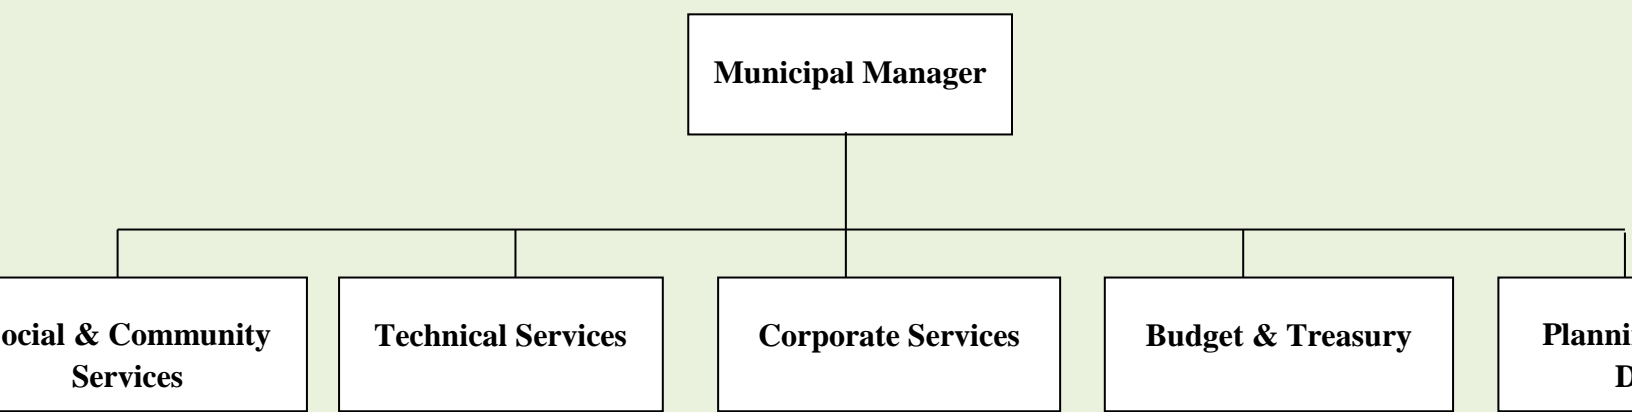 Municipal Manager
ocial & Community
Services
Technical Services
Corporate Services
Budget & Treasury
Planni
D